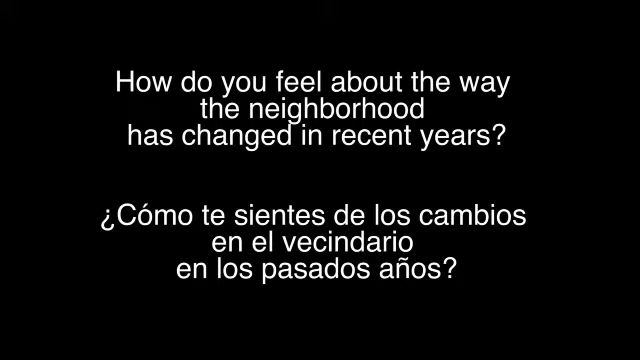 How do you feel about the way
the neighborhood
has changed in recent years?
¿Cómo te sientes de los cambios
en el vecindario
en los pasados años?